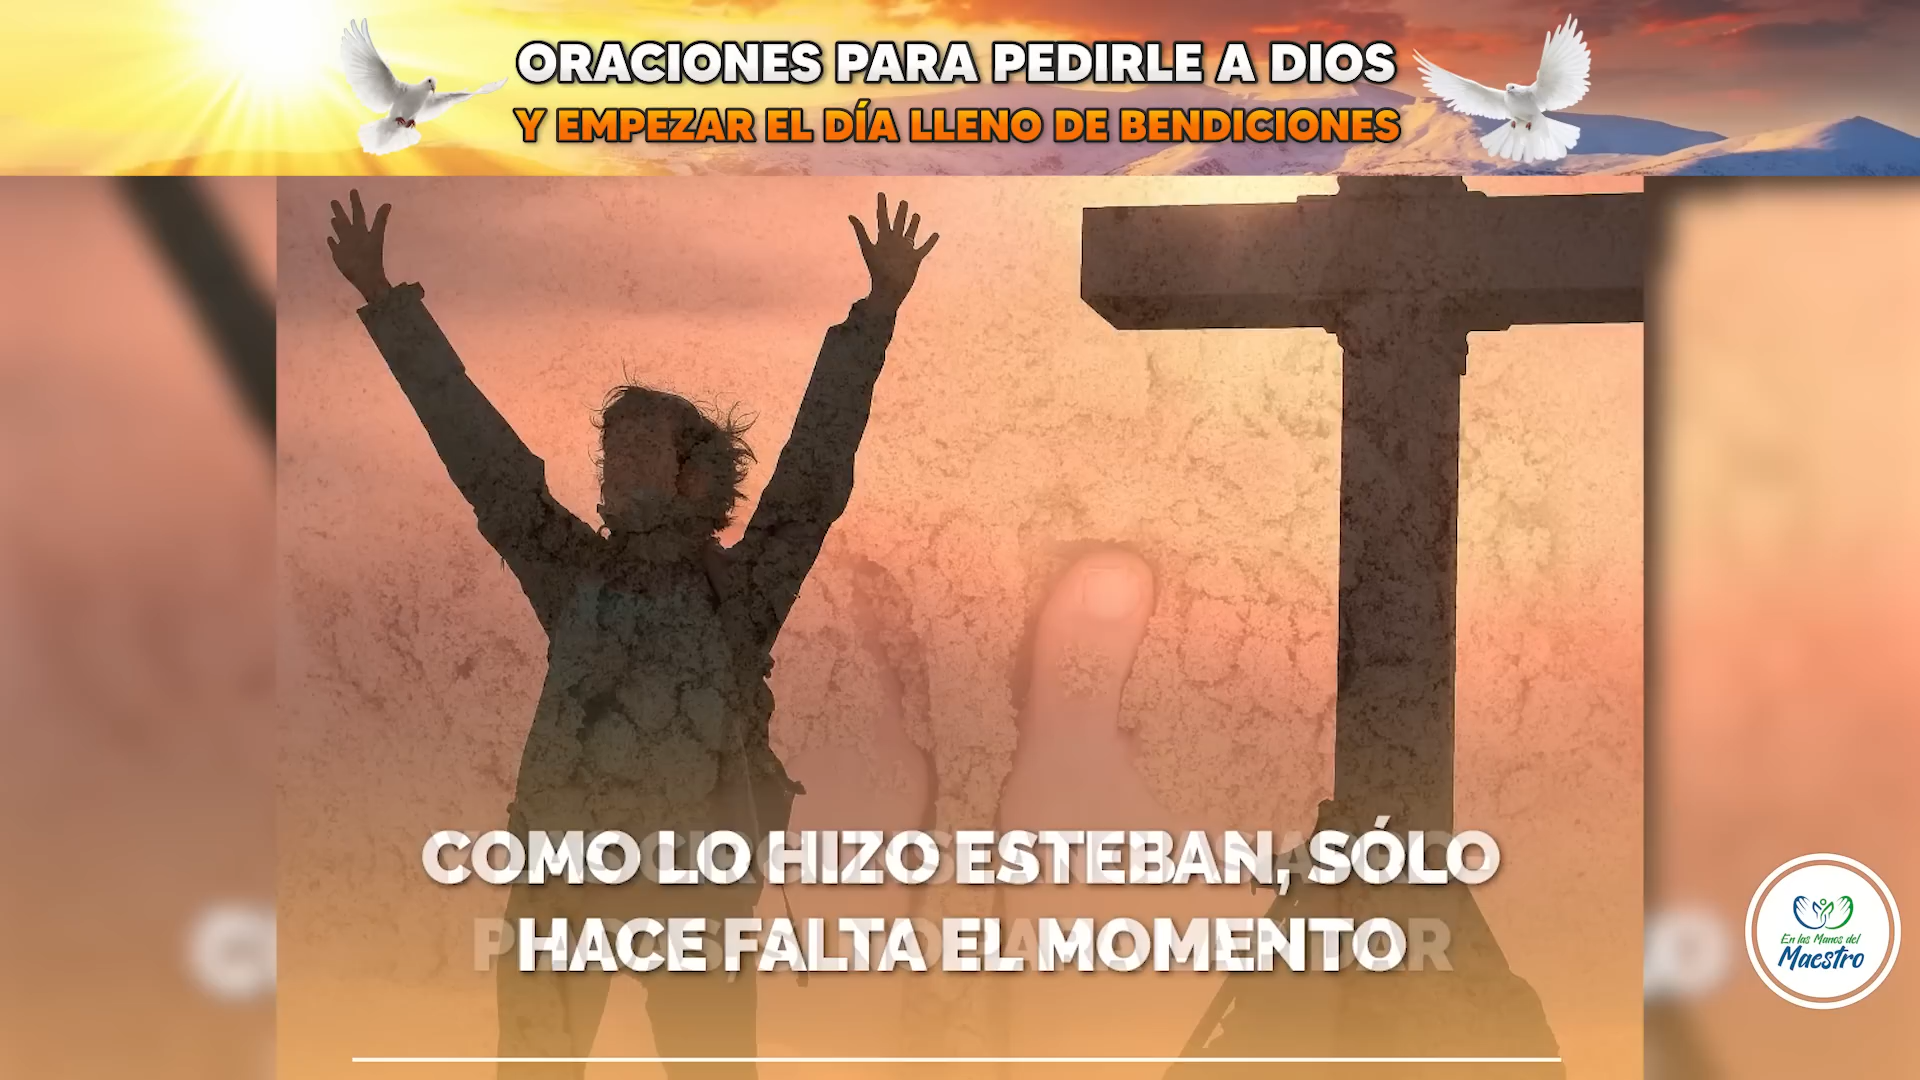 ORACIONES PARA PEDIRLE A DIOS
Y EMPEZAR EL DÍA LLENO DE BENDICIONES
COMO LO HIZO ESTEBAN, SÓLO
HACE FALTA EL MOMENTO
En las Manos del
Maestro